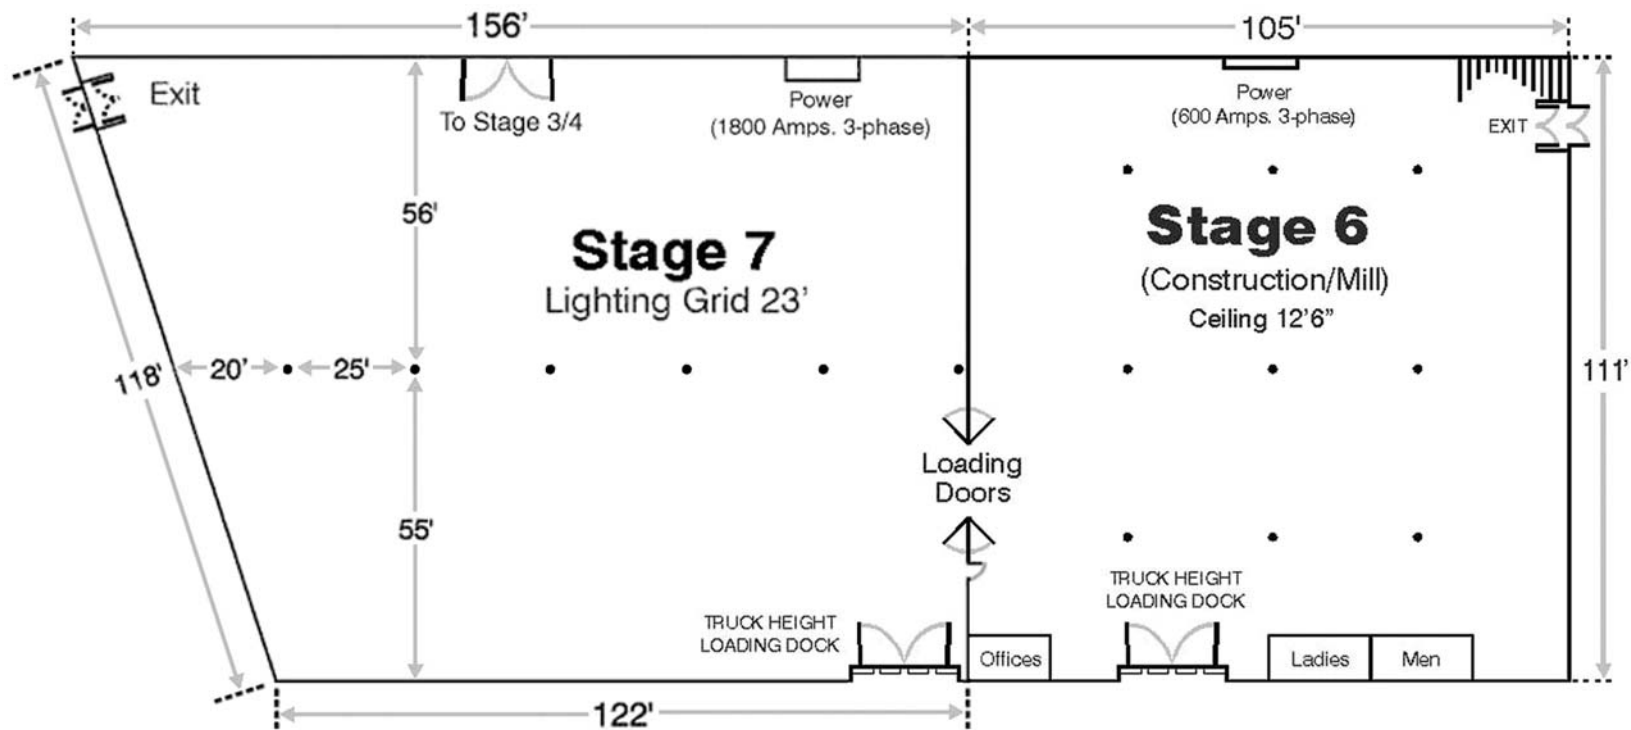 156'
105'
Exit
To Stage 3/4
Power
(1800 Amps. 3-phase)
Power
(600 Amps. 3-phase)
EXIT
56'
Stage 7
Lighting Grid 23'
Stage 6
(Construction/Mill)
Ceiling 12'6"
118'
20'
25'
111'
55'
Loading
Doors
TRUCK HEIGHT
LOADING DOCK
TRUCK HEIGHT
LOADING DOCK
Offices
Ladies
Men
122'